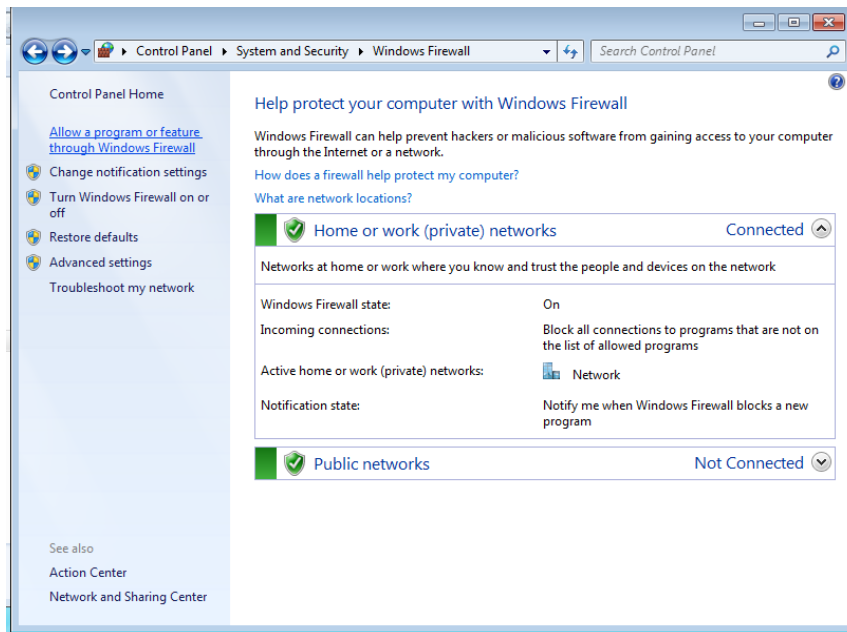 Control Panel ▸ System and Security ▸ Windows Firewall
Search Control Panel
Control Panel Home
Allow a program or feature
through Windows Firewall
Change notification settings
Turn Windows Firewall on or
off
Restore defaults
Advanced settings
Troubleshoot my network
See also
Action Center
Network and Sharing Center
Help protect your computer with Windows Firewall
Windows Firewall can help prevent hackers or malicious software from gaining access to your computer
through the Internet or a network.
How does a firewall help protect my computer?
What are network locations?
Home or work (private) networks Connected
Networks at home or work where you know and trust the people and devices on the network
Windows Firewall state: On
Incoming connections: Block all connections to programs that are not on
the list of allowed programs
Active home or work (private) networks: Network
Notification state: Notify me when Windows Firewall blocks a new
program
Public networks Not Connected